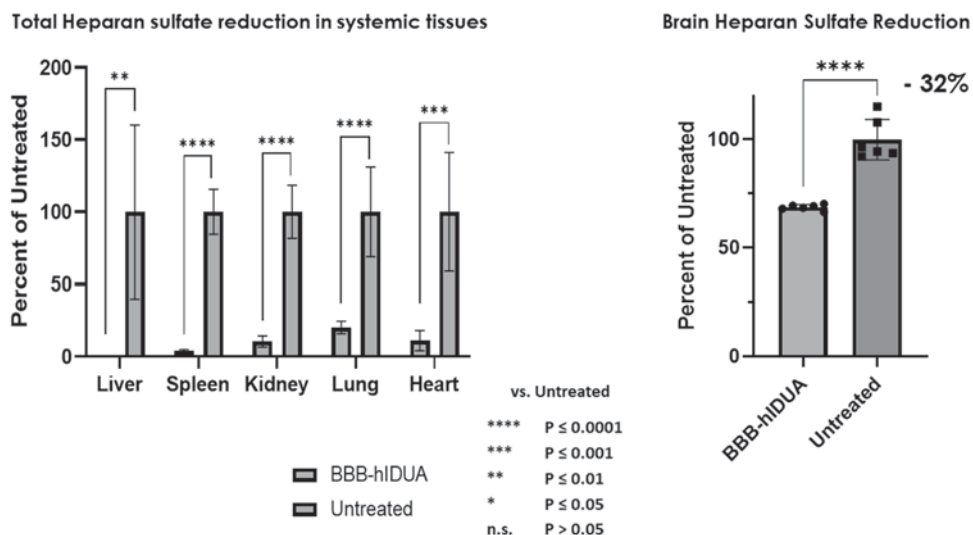 Total Heparan sulfate reduction in systemic tissues
Percent of Untreated
200
150
100
50
0
**
****
****
****
***
Liver Spleen Kidney Lung Heart
BBB-hIDUA
Untreated
vs. Untreated
**** P ≤ 0.0001
*** P ≤ 0.001
** P ≤ 0.01
* P ≤ 0.05
n.s. P > 0.05
Brain Heparan Sulfate Reduction
****
- 32%
Percent of Untreated
100
50
0
BBB-hIDUA
Untreated